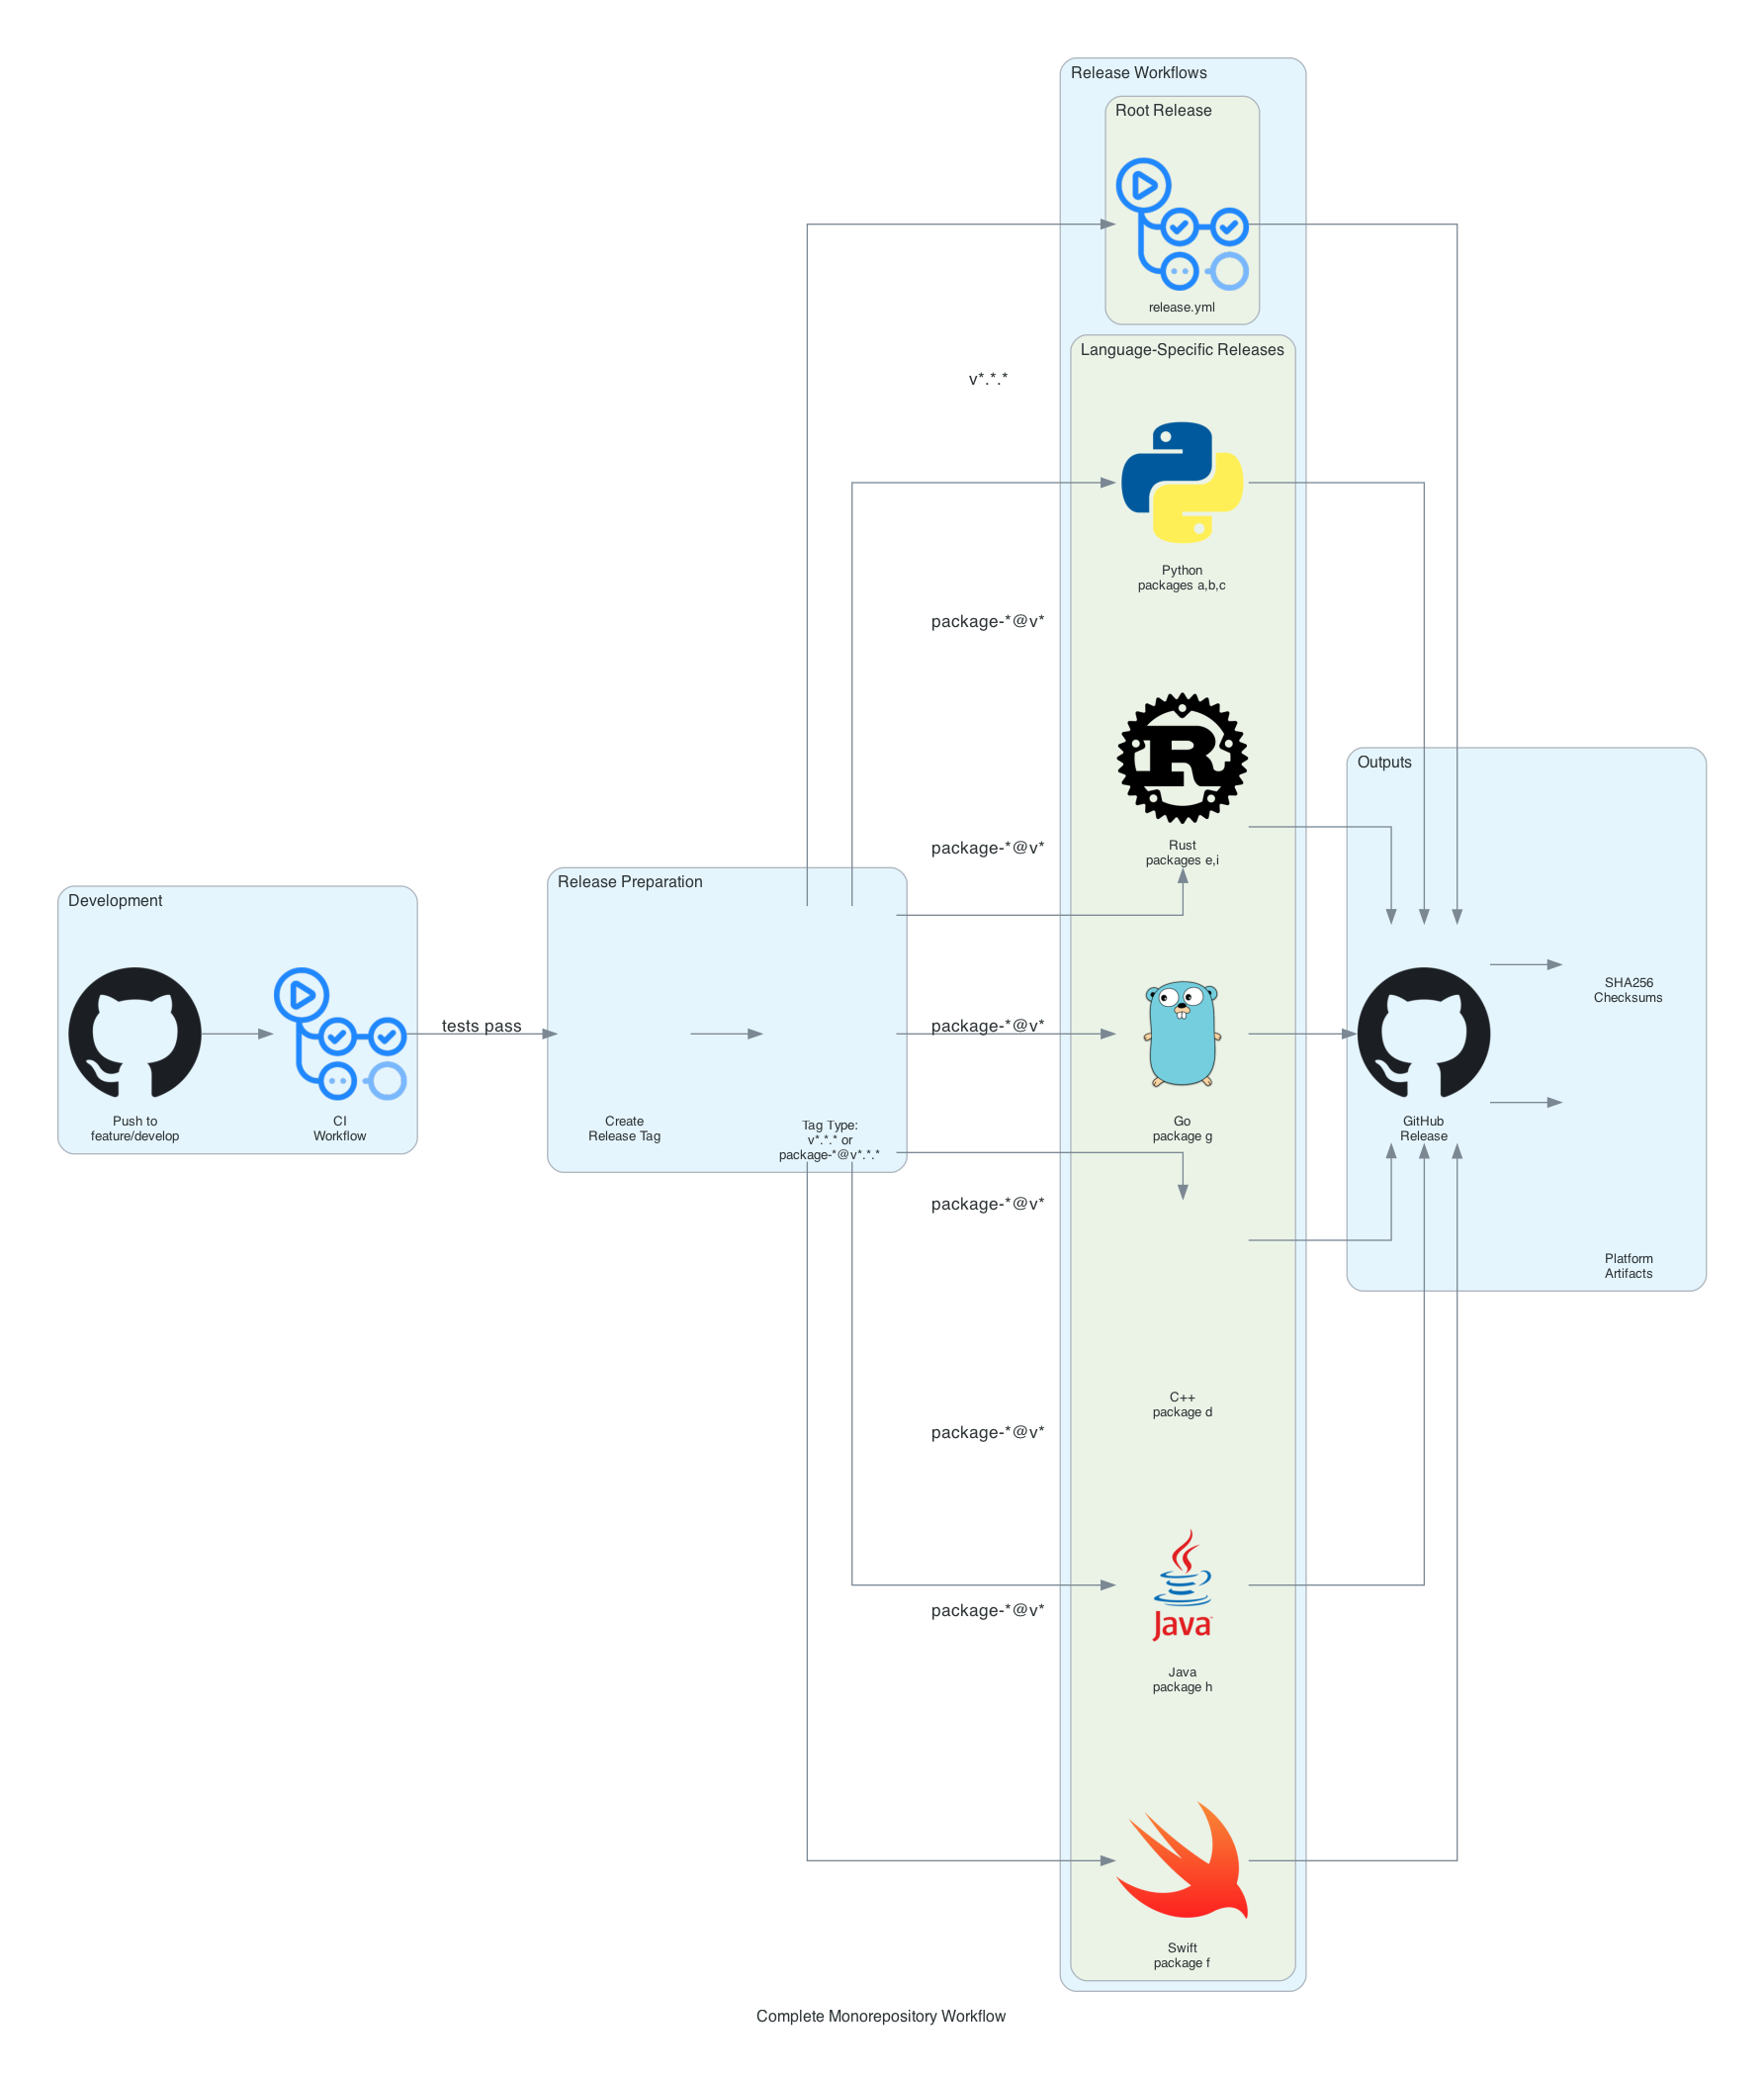 Release Workflows
Root Release
release.yml
Language-Specific Releases
v*.*.*
Python
packages a,b,c
package-*@v*
Rust
packages e,i
package-*@v*
Outputs
Release Preparation
Development
SHA256
Checksums
tests pass
package-*@v*
Push to
feature/develop
CI
Workflow
Create
Release Tag
Tag Type:
v*.*.* or
package-*@v*.*.*
Go
package g
GitHub
Release
package-*@v*
Platform
Artifacts
C++
package d
package-*@v*
Java
Java
package h
package-*@v*
Swift
package f
Complete Monorepository Workflow